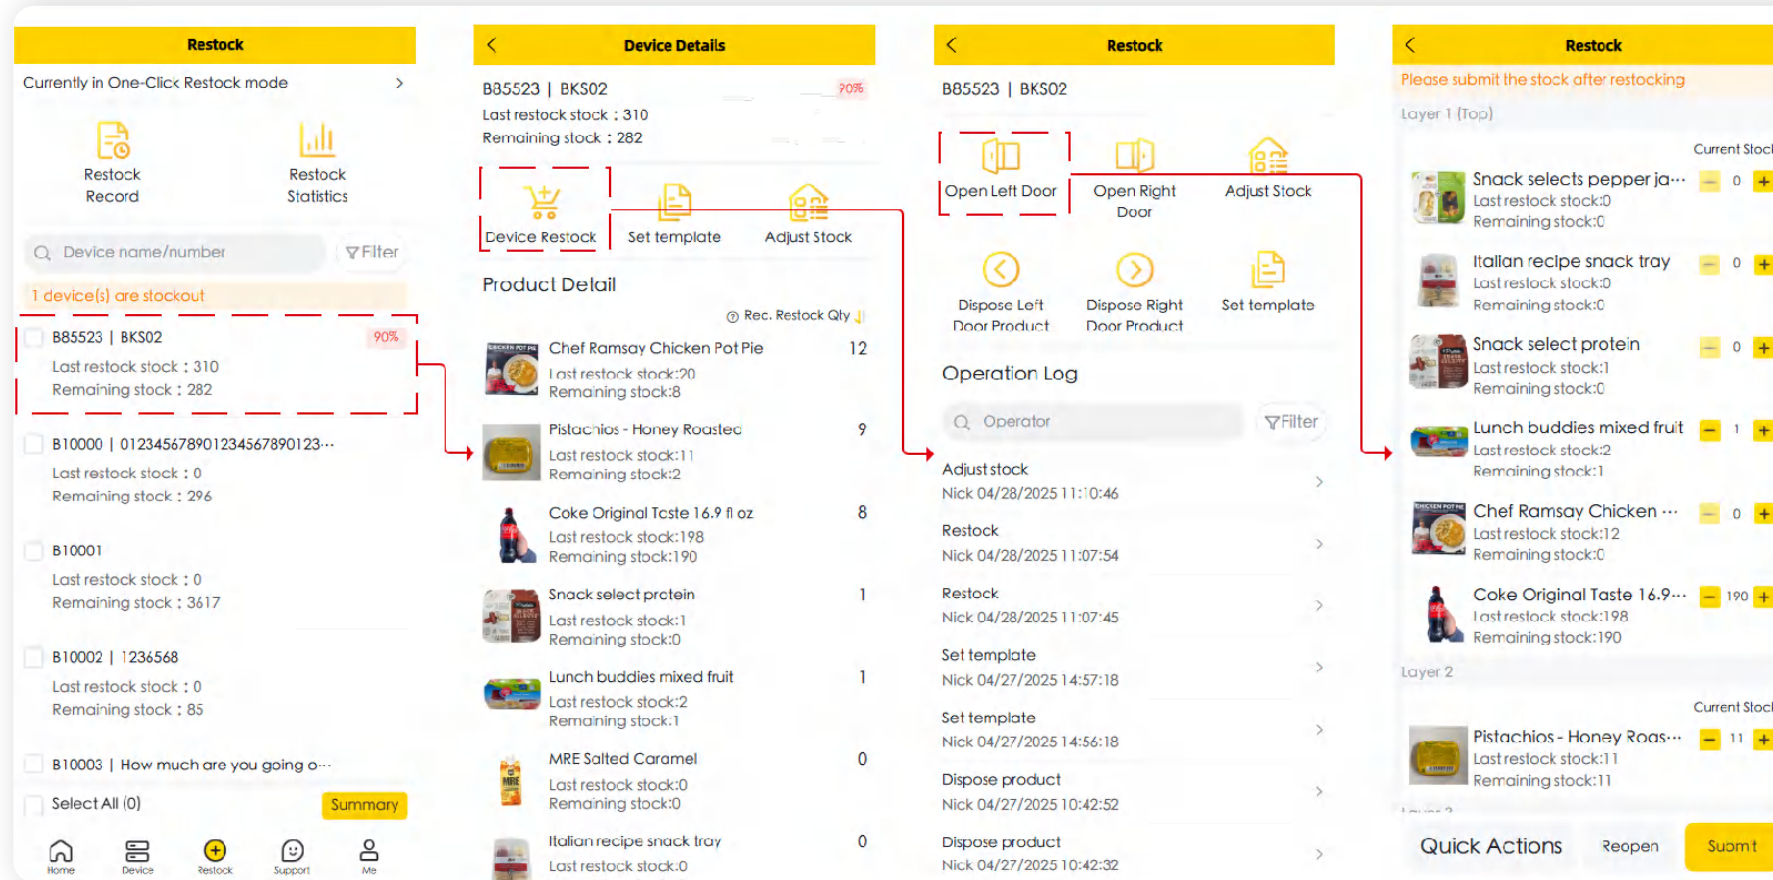 Restock
Currently in One-Click Restock mode
Restock
Record
Restock
Statistics
Device name/number
Filter
1 device(s) are stockout
B85523 | BKS02
90%
Last restock stock : 310
Remaining stock : 282
B10000 | 012345678901234567890123···
Last restock stock : 0
Remaining stock : 296
B10001
Last restock stock : 0
Remaining stock : 3617
B10002 | 1236568
Last restock stock : 0
Remaining stock : 85
B10003 | How much are you going o···
Select All (0)
Summary
Home
Device
Restock
Support
Me
Device Details
B85523 | BKS02
90%
Last restock stock : 310
Remaining stock : 282
Device Restock
Set template
Adjust Stock
Product Detail
Rec. Restock Qty
Chef Ramsay Chicken Pot Pie
12
Last restock stock:20
Remaining stock:8
Pistachios - Honey Roasted
9
Last restock stock:11
Remaining stock:2
Coke Original Taste 16.9 fl oz
8
Last restock stock:198
Remaining stock:190
Snack select protein
1
Last restock stock:1
Remaining stock:0
Lunch buddies mixed fruit
1
Last restock stock:2
Remaining stock:1
MRE Salted Caramel
0
Last restock stock:0
Remaining stock:0
Italian recipe snack tray
0
Last restock stock:0
Restock
B85523 | BKS02
Open Left Door
Open Right
Door
Adjust Stock
Dispose Left
Door Product
Dispose Right
Door Product
Set template
Operation Log
Operator
Filter
Adjust stock
Nick 04/28/2025 11:10:46
Restock
Nick 04/28/2025 11:07:54
Restock
Nick 04/28/2025 11:07:45
Set template
Nick 04/27/2025 14:57:18
Set template
Nick 04/27/2025 14:56:18
Dispose product
Nick 04/27/2025 10:42:52
Dispose product
Nick 04/27/2025 10:42:32
Restock
Please submit the stock after restocking
Layer 1 (Top)
Current Stock
Snack selects pepper ja···
0
Last restock stock:0
Remaining stock:0
Italian recipe snack tray
0
Last restock stock:0
Remaining stock:0
Snack select protein
0
Last restock stock:1
Remaining stock:0
Lunch buddies mixed fruit
1
Last restock stock:2
Remaining stock:1
Chef Ramsay Chicken ···
0
Last restock stock:12
Remaining stock:0
Coke Original Taste 16.9···
190
Last restock stock:198
Remaining stock:190
Layer 2
Current Stock
Pistachios - Honey Roas···
11
Last restock stock:11
Remaining stock:11
Quick Actions
Reopen
Submit